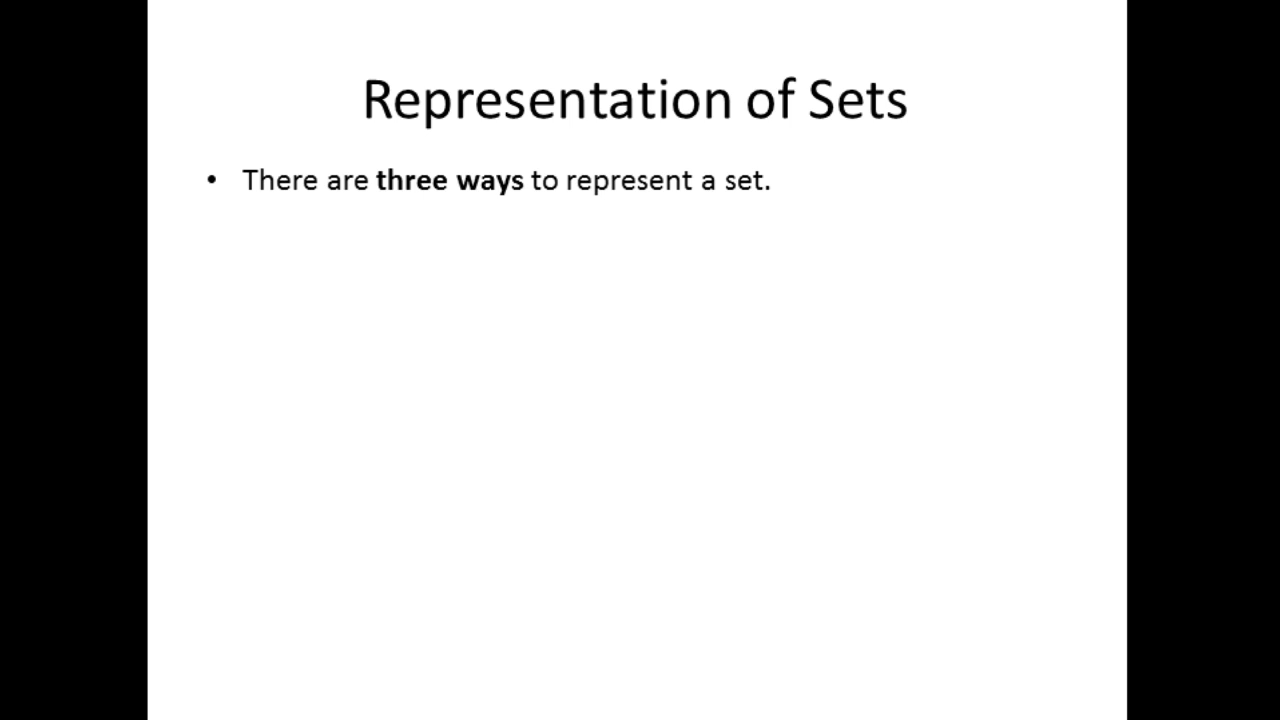 Representation of Sets
• There are three ways to represent a set.